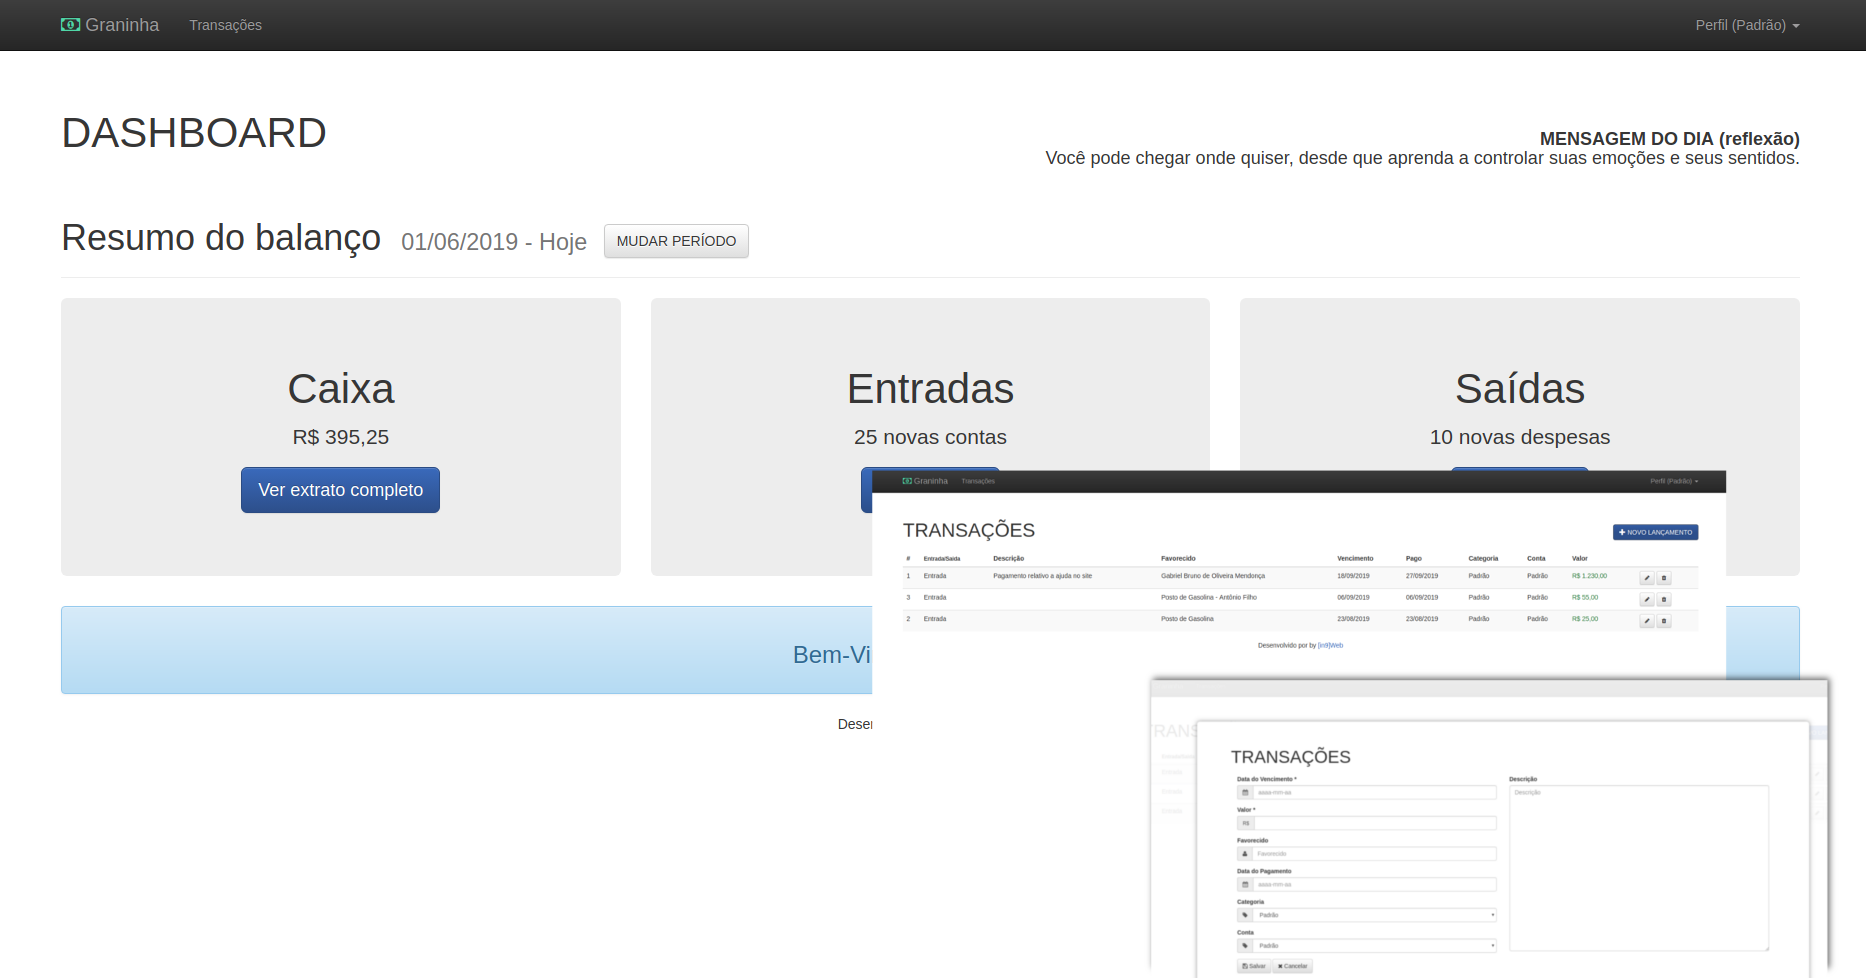 Graninha Transações Perfil (Padrão)
DASHBOARD
MENSAGEM DO DIA (reflexão)
Você pode chegar onde quiser, desde que aprenda a controlar suas emoções e seus sentidos.
Resumo do balanço 01/06/2019 - Hoje MUDAR PERÍODO
Caixa
R$ 395,25
Ver extrato completo
Entradas
25 novas contas
Saídas
10 novas despesas
Bem-Vi
Desen
Graninha Transações Perfil (Padrão)
TRANSAÇÕES
NOVO LANÇAMENTO
# Entrada/Saída Descrição Favorecido Vencimento Pago Categoria Conta Valor
1 Entrada Pagamento relativo a ajuda no site Gabriel Bruno de Oliveira Mendonça 18/09/2019 27/09/2019 Padrão Padrão R$ 1.230,00
3 Entrada Posto de Gasolina - Antônio Filho 06/09/2019 06/09/2019 Padrão Padrão R$ 55,00
2 Entrada Posto de Gasolina 23/08/2019 23/08/2019 Padrão Padrão R$ 25,00
Desenvolvido por by [in9]Web
TRANS
TRANSAÇÕES
Data do Vencimento *
aaaa-mm-aa
Valor *
R$
Favorecido
Favorecido
Data do Pagamento
aaaa-mm-aa
Categoria
Padrão
Conta
Padrão
Salvar Cancelar
Descrição
Descrição